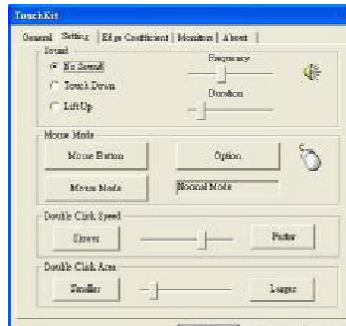 TouchKit
General Setting Edge Coefficient Monitors About
Sound
No Sound
Touch Down
Lift Up
Frequency
Duration
Mouse Mode
Mouse Button
Option
Mouse Mode
Normal Mode
Double Click Speed
Slower
Faster
Double Click Area
Smaller
Larger